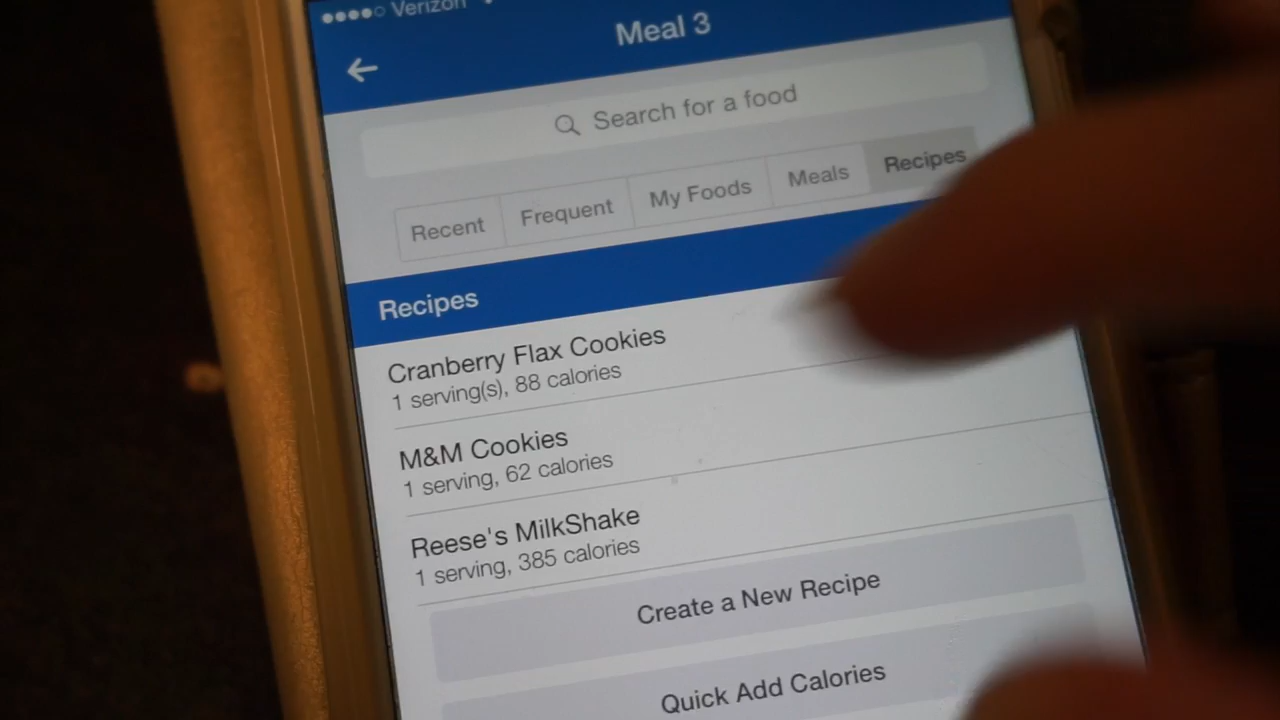 Verizon
Meal 3
Search for a food
Recent Frequent My Foods Meals Recipes
Recipes
Cranberry Flax Cookies
1 serving(s), 88 calories
M&M Cookies
1 serving, 62 calories
Reese's MilkShake
1 serving, 385 calories
Create a New Recipe
Quick Add Calories